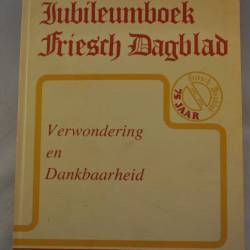 Jubileumboek
Friesch Dagblad
75 JAAR
Verwondering
en
Dankbaarheid